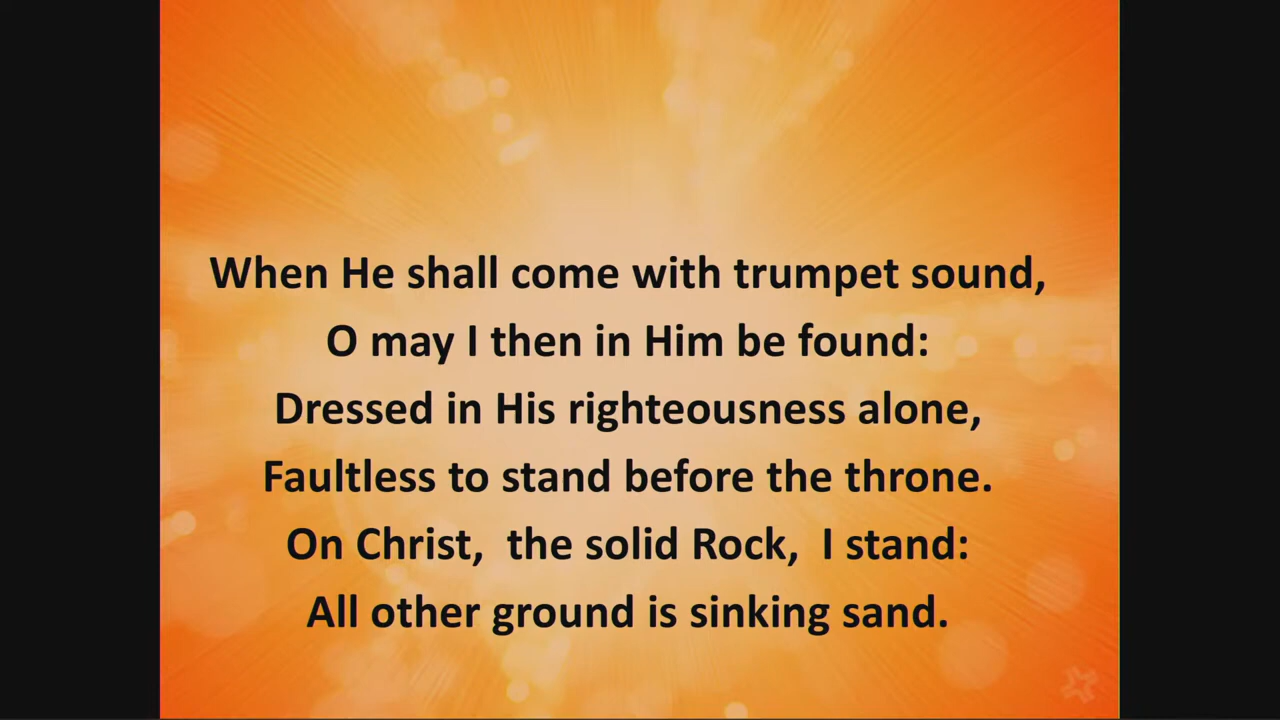 When He shall come with trumpet sound,
O may I then in Him be found:
Dressed in His righteousness alone,
Faultless to stand before the throne.
On Christ,  the solid Rock,  I stand:
All other ground is sinking sand.